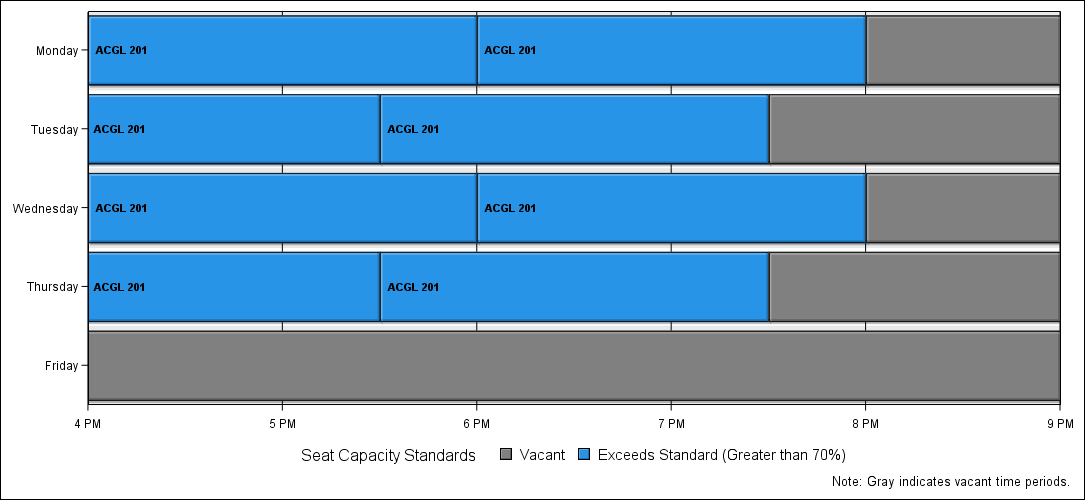 Monday ACGL 201 ACGL 201
Tuesday ACGL 201 ACGL 201
Wednesday ACGL 201 ACGL 201
Thursday ACGL 201 ACGL 201
Friday
4 PM 5 PM 6 PM 7 PM 8 PM 9 PM
Seat Capacity Standards Vacant Exceeds Standard (Greater than 70%)
Note: Gray indicates vacant time periods.